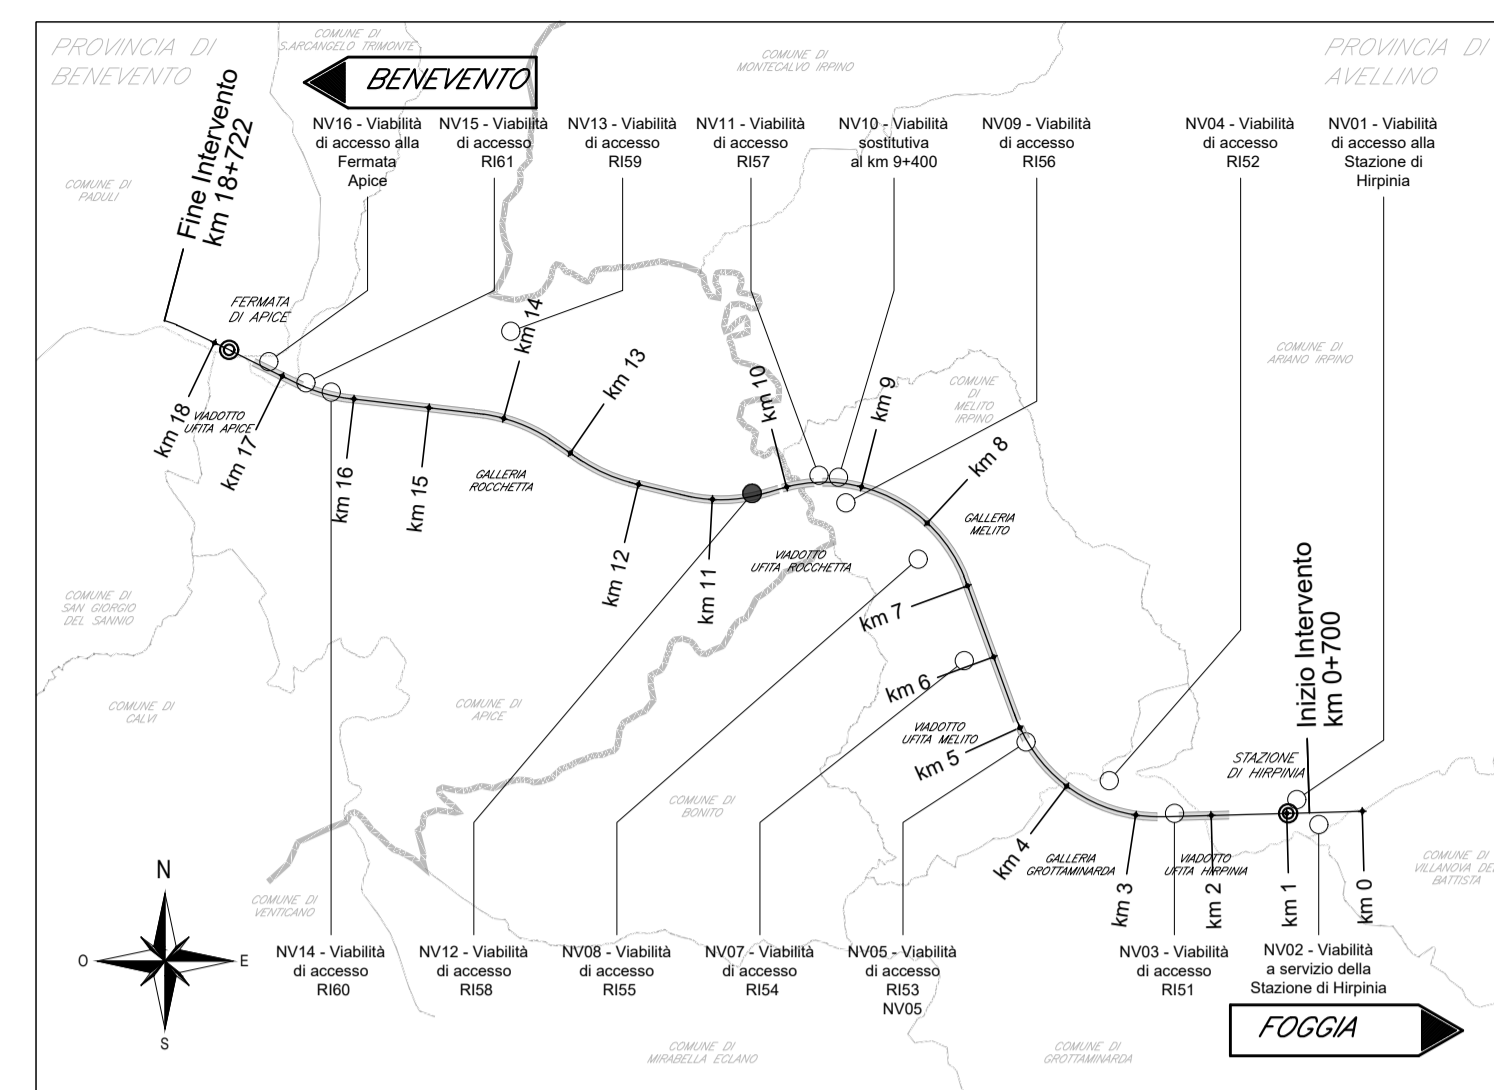 PROVINCIA DI
BENEVENTO
COMUNE DI
S.ARCANGELO TRIMONTE
BENEVENTO
COMUNE DI
MONTECALVO IRPINO
PROVINCIA DI
AVELLINO
Fine Intervento
km 18+722
NV16 - Viabilità
di accesso alla
Fermata
Apice
NV15 - Viabilità
di accesso
RI61
NV13 - Viabilità
di accesso
RI59
NV11 - Viabilità
di accesso
RI57
NV10 - Viabilità
sostitutiva
al km 9+400
NV09 - Viabilità
di accesso
RI56
NV04 - Viabilità
di accesso
RI52
NV01 - Viabilità
di accesso alla
Stazione di
Hirpinia
COMUNE DI
PADULI
FERMATA
DI APICE
km 14
km 13
km 10
km 9
COMUNE
DI
MELITO
IRPINO
COMUNE DI
ARIANO IRPINO
km 18
VIADOTTO
UFITA APICE
km 17
km 16
km 15
GALLERIA
ROCCHETTA
km 8
GALLERIA
MELITO
km 12
km 11
VIADOTTO
UFITA ROCCHETTA
km 7
COMUNE DI
SAN GIORGIO
DEL SANNIO
Inizio Intervento
km 0+700
COMUNE DI
CALVI
COMUNE DI
APICE
km 6
VIADOTTO
UFITA MELITO
km 5
STAZIONE
DI HIRPINIA
COMUNE DI
BONITO
km 4
GALLERIA
GROTTAMINARDA
km 3
VIADOTTO
UFITA HIRPINIA
km 2
km 1
km 0
COMUNE DI
VILLANOVA DEL
BATTISTA
N
O
E
S
COMUNE DI
VENTICANO
NV14 - Viabilità
di accesso
RI60
NV12 - Viabilità
di accesso
RI58
NV08 - Viabilità
di accesso
RI55
NV07 - Viabilità
di accesso
RI54
NV05 - Viabilità
di accesso
RI53
NV05
NV03 - Viabilità
di accesso
RI51
NV02 - Viabilità
a servizio della
Stazione di Hirpinia
FOGGIA
COMUNE DI
MIRABELLA ECLANO
COMUNE DI
GROTTAMINARDA